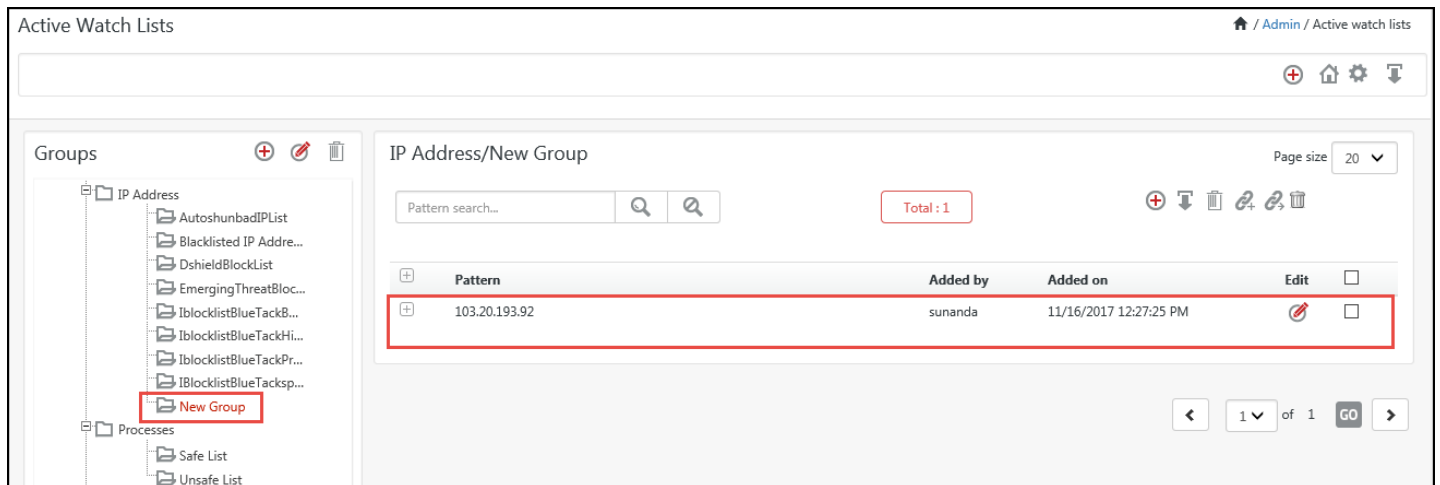 Active Watch Lists
/ Admin / Active watch lists
Groups
IP Address
AutoshunbadIPList
Blacklisted IP Addre...
DshieldBlockList
EmergingThreatBloc...
IblocklistBlueTackB...
IblocklistBlueTackHi...
IblocklistBlueTackPr...
IBlocklistBlueTacksp...
New Group
Processes
Safe List
Unsafe List
IP Address/New Group
Page size 20
Pattern search...
Total : 1
Pattern Added by Added on Edit
103.20.193.92 sunanda 11/16/2017 12:27:25 PM
1 of 1 GO